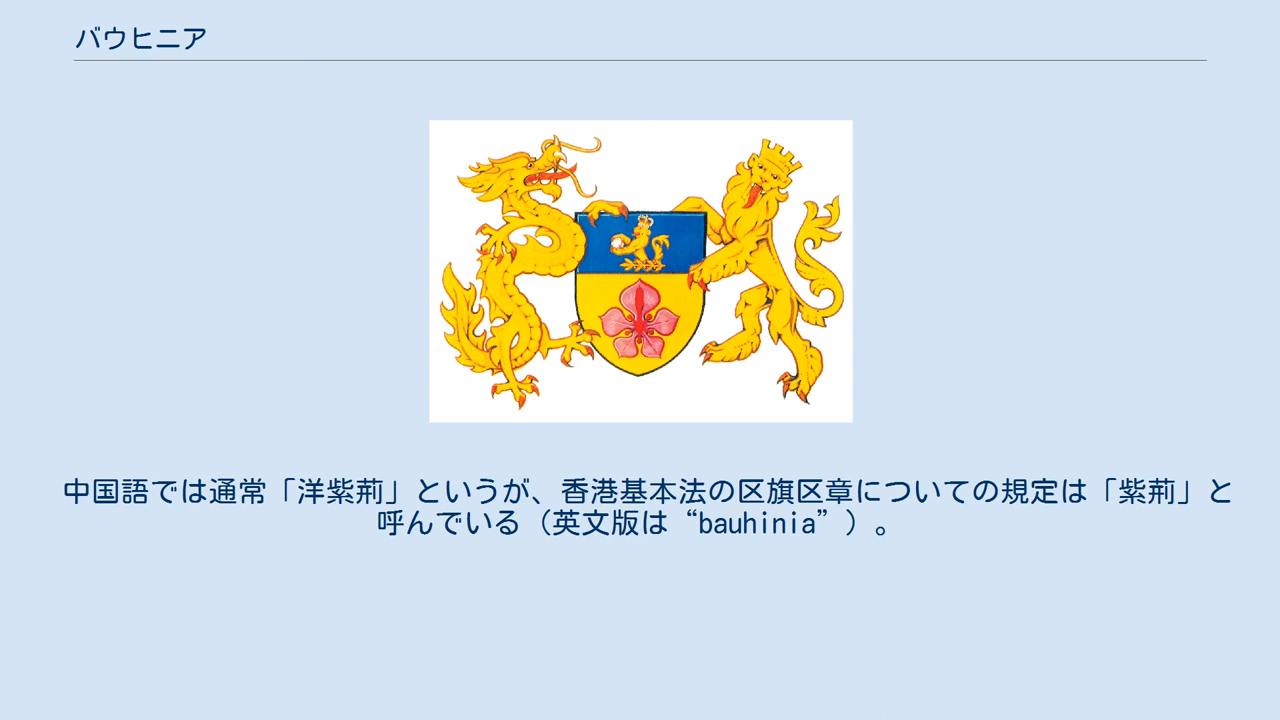 バウヒニア
中国語では通常「洋紫荊」というが、香港基本法の区旗区章についての規定は「紫荊」と
呼んでいる（英文版は“bauhinia”）。